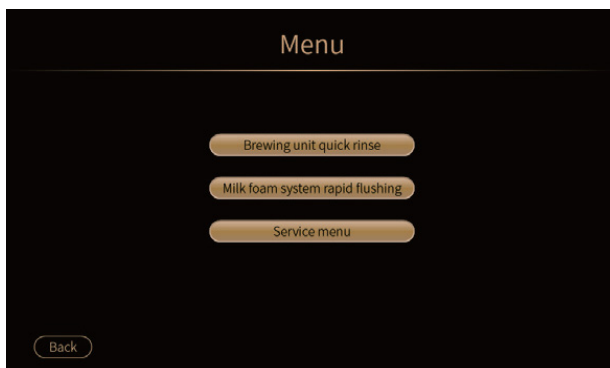 Menu
Brewing unit quick rinse
Milk foam system rapid flushing
Service menu
Back